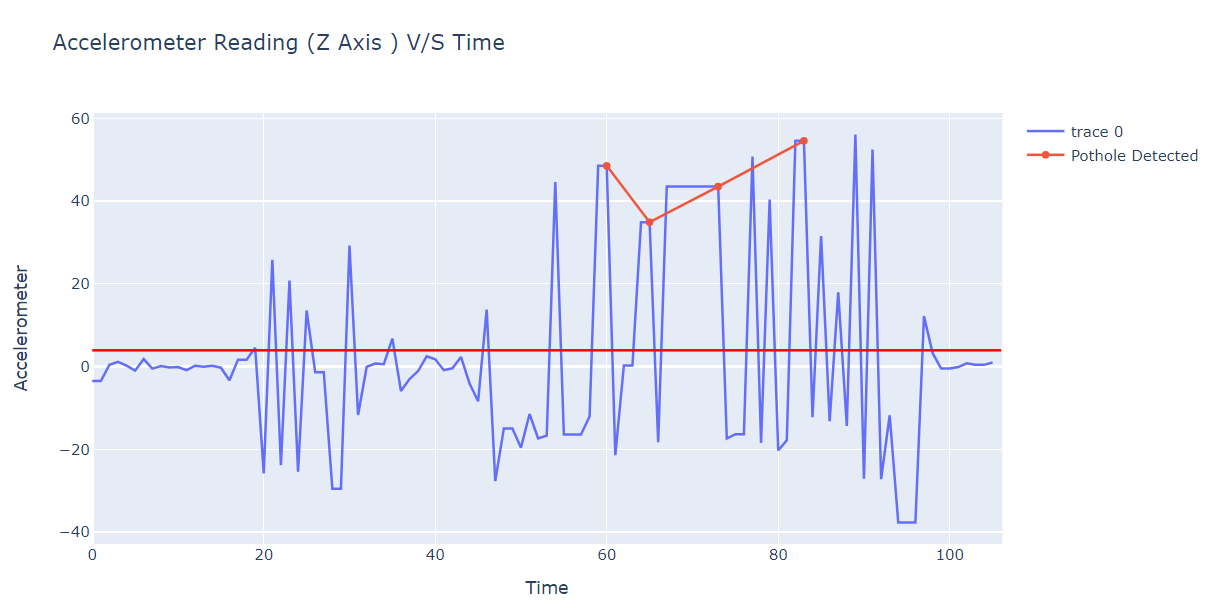 Accelerometer Reading (Z Axis ) V/S Time
trace 0
Pothole Detected
Accelerometer
60
40
20
0
−20
−40
0
20
40
60
80
100
Time